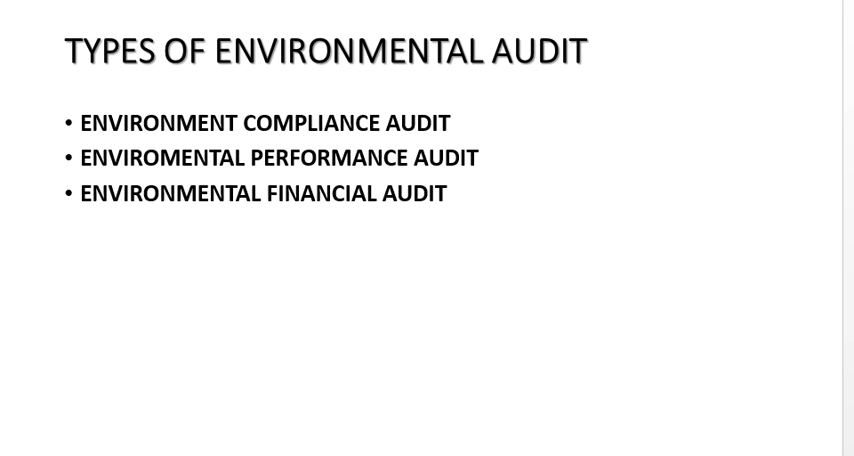 TYPES OF ENVIRONMENTAL AUDIT
• ENVIRONMENT COMPLIANCE AUDIT
• ENVIROMENTAL PERFORMANCE AUDIT
• ENVIRONMENTAL FINANCIAL AUDIT